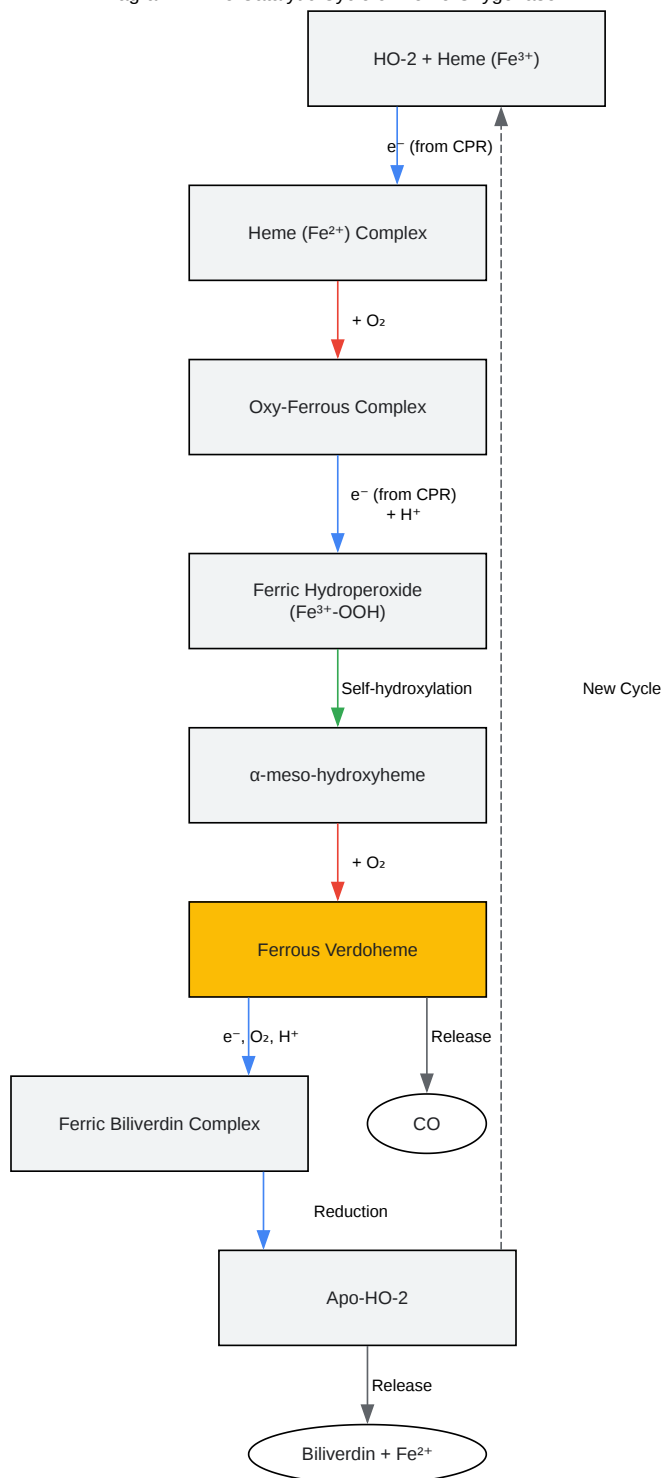 HO-2 + Heme (Fe³⁺)
e⁻ (from CPR)
Heme (Fe²⁺) Complex
+ O₂
Oxy-Ferrous Complex
e⁻ (from CPR)
+ H⁺
Ferric Hydroperoxide
(Fe³⁺-OOH)
Self-hydroxylation
New Cycle
α-meso-hydroxyheme
+ O₂
Ferrous Verdoheme
e⁻, O₂, H⁺
Release
Ferric Biliverdin Complex
CO
Reduction
Apo-HO-2
Release
Biliverdin + Fe²⁺